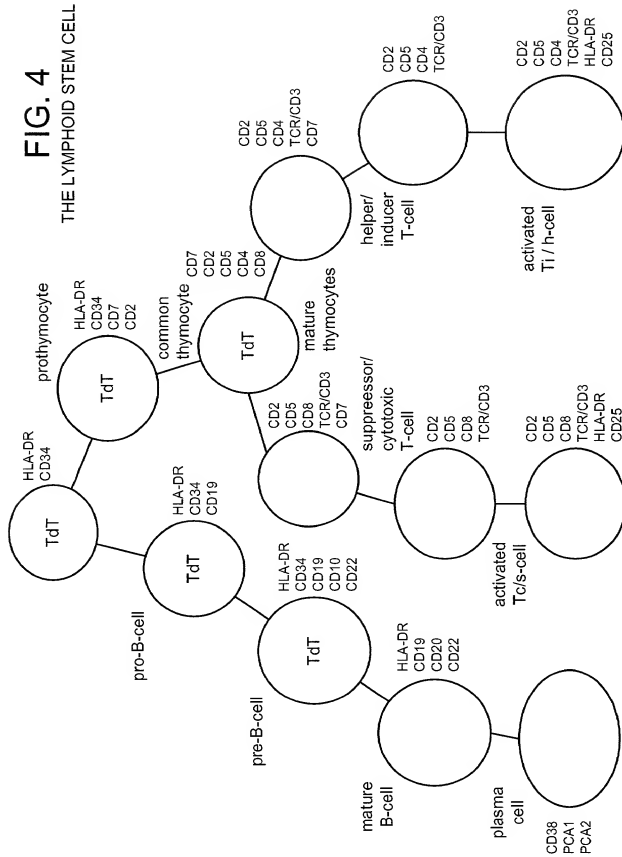 FIG. 4
THE LYMPHOID STEM CELL
TdT
HLA-DR
CD34
prothymocyte
TdT
HLA-DR
CD34
CD7
CD2
pro-B-cell
TdT
HLA-DR
CD34
CD19
common
thymocyte
TdT
CD7
CD2
CD5
CD4
CD8
pre-B-cell
TdT
HLA-DR
CD34
CD19
CD10
CD22
mature
thymocytes
CD2
CD5
CD8
TCR/CD3
CD7
CD2
CD5
CD4
TCR/CD3
CD7
mature
B-cell
HLA-DR
CD19
CD20
CD22
suppreessor/
cytotoxic
T-cell
CD2
CD5
CD8
TCR/CD3
helper/
inducer
T-cell
CD2
CD5
CD4
TCR/CD3
plasma
cell
CD38
PCA1
PCA2
activated
Tc/s-cell
CD2
CD5
CD8
TCR/CD3
HLA-DR
CD25
activated
Ti / h-cell
CD2
CD5
CD4
TCR/CD3
HLA-DR
CD25